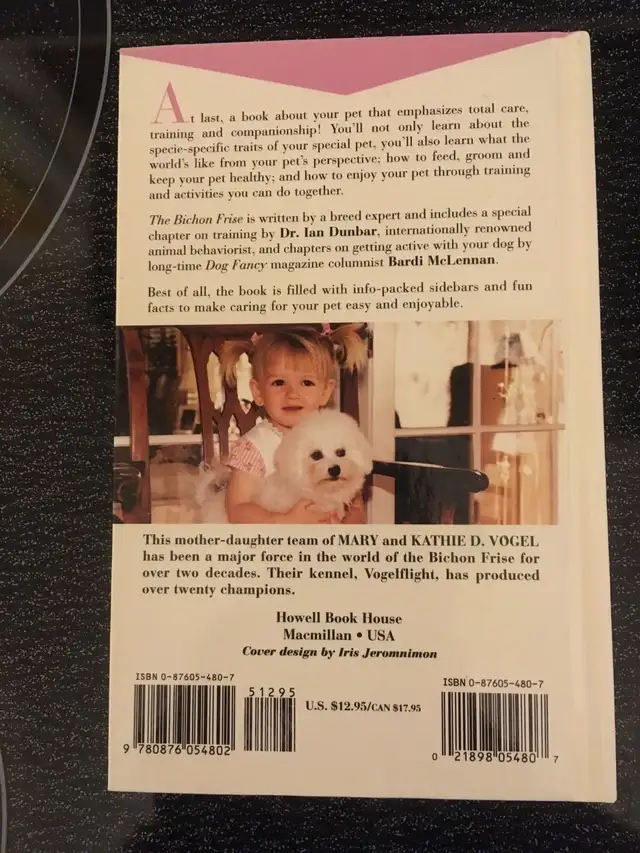 At last, a book about your pet that emphasizes total care,
training and companionship! You'll not only learn about the
specie-specific traits of your special pet, you'll also learn what the
world's like from your pet's perspective; how to feed, groom and
keep your pet healthy; and how to enjoy your pet through training
and activities you can do together.
The Bichon Frise is written by a breed expert and includes a special
chapter on training by Dr. Ian Dunbar, internationally renowned
animal behaviorist, and chapters on getting active with your dog by
long-time Dog Fancy magazine columnist Bardi McLennan.
Best of all, the book is filled with info-packed sidebars and fun
facts to make caring for your pet easy and enjoyable.
This mother-daughter team of MARY and KATHIE D. VOGEL
has been a major force in the world of the Bichon Frise for
over two decades. Their kennel, Vogelflight, has produced
over twenty champions.
Howell Book House
Macmillan • USA
Cover design by Iris Jeromnimon
ISBN 0-87605-480-7
51295
9 780876 054802
U.S. $12.95/CAN $17.95
ISBN 0-87605-480-7
0 21898 05480 7